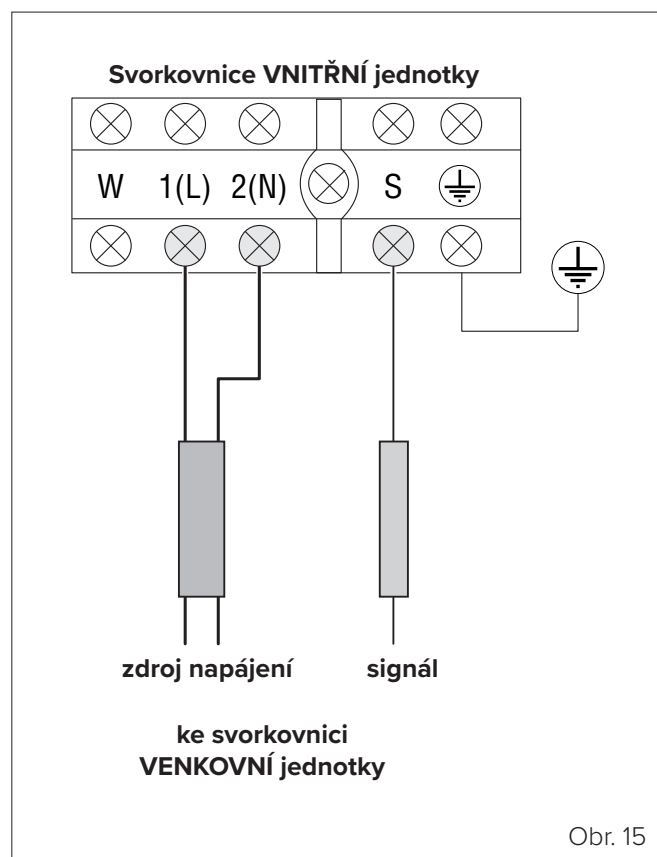 Svorkovnice VNITŘNÍ jednotky
W 1(L) 2(N) S
zdroj napájení signál
ke svorkovnici
VENKOVNÍ jednotky
Obr. 15